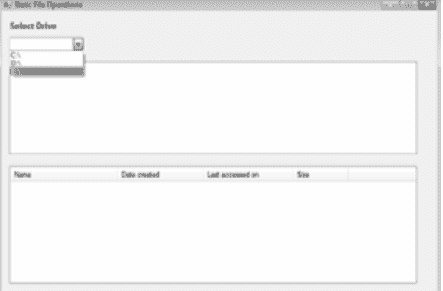 Basic File Operations
Select Drive
C:\
D:\
Name Date created Last accessed on Size